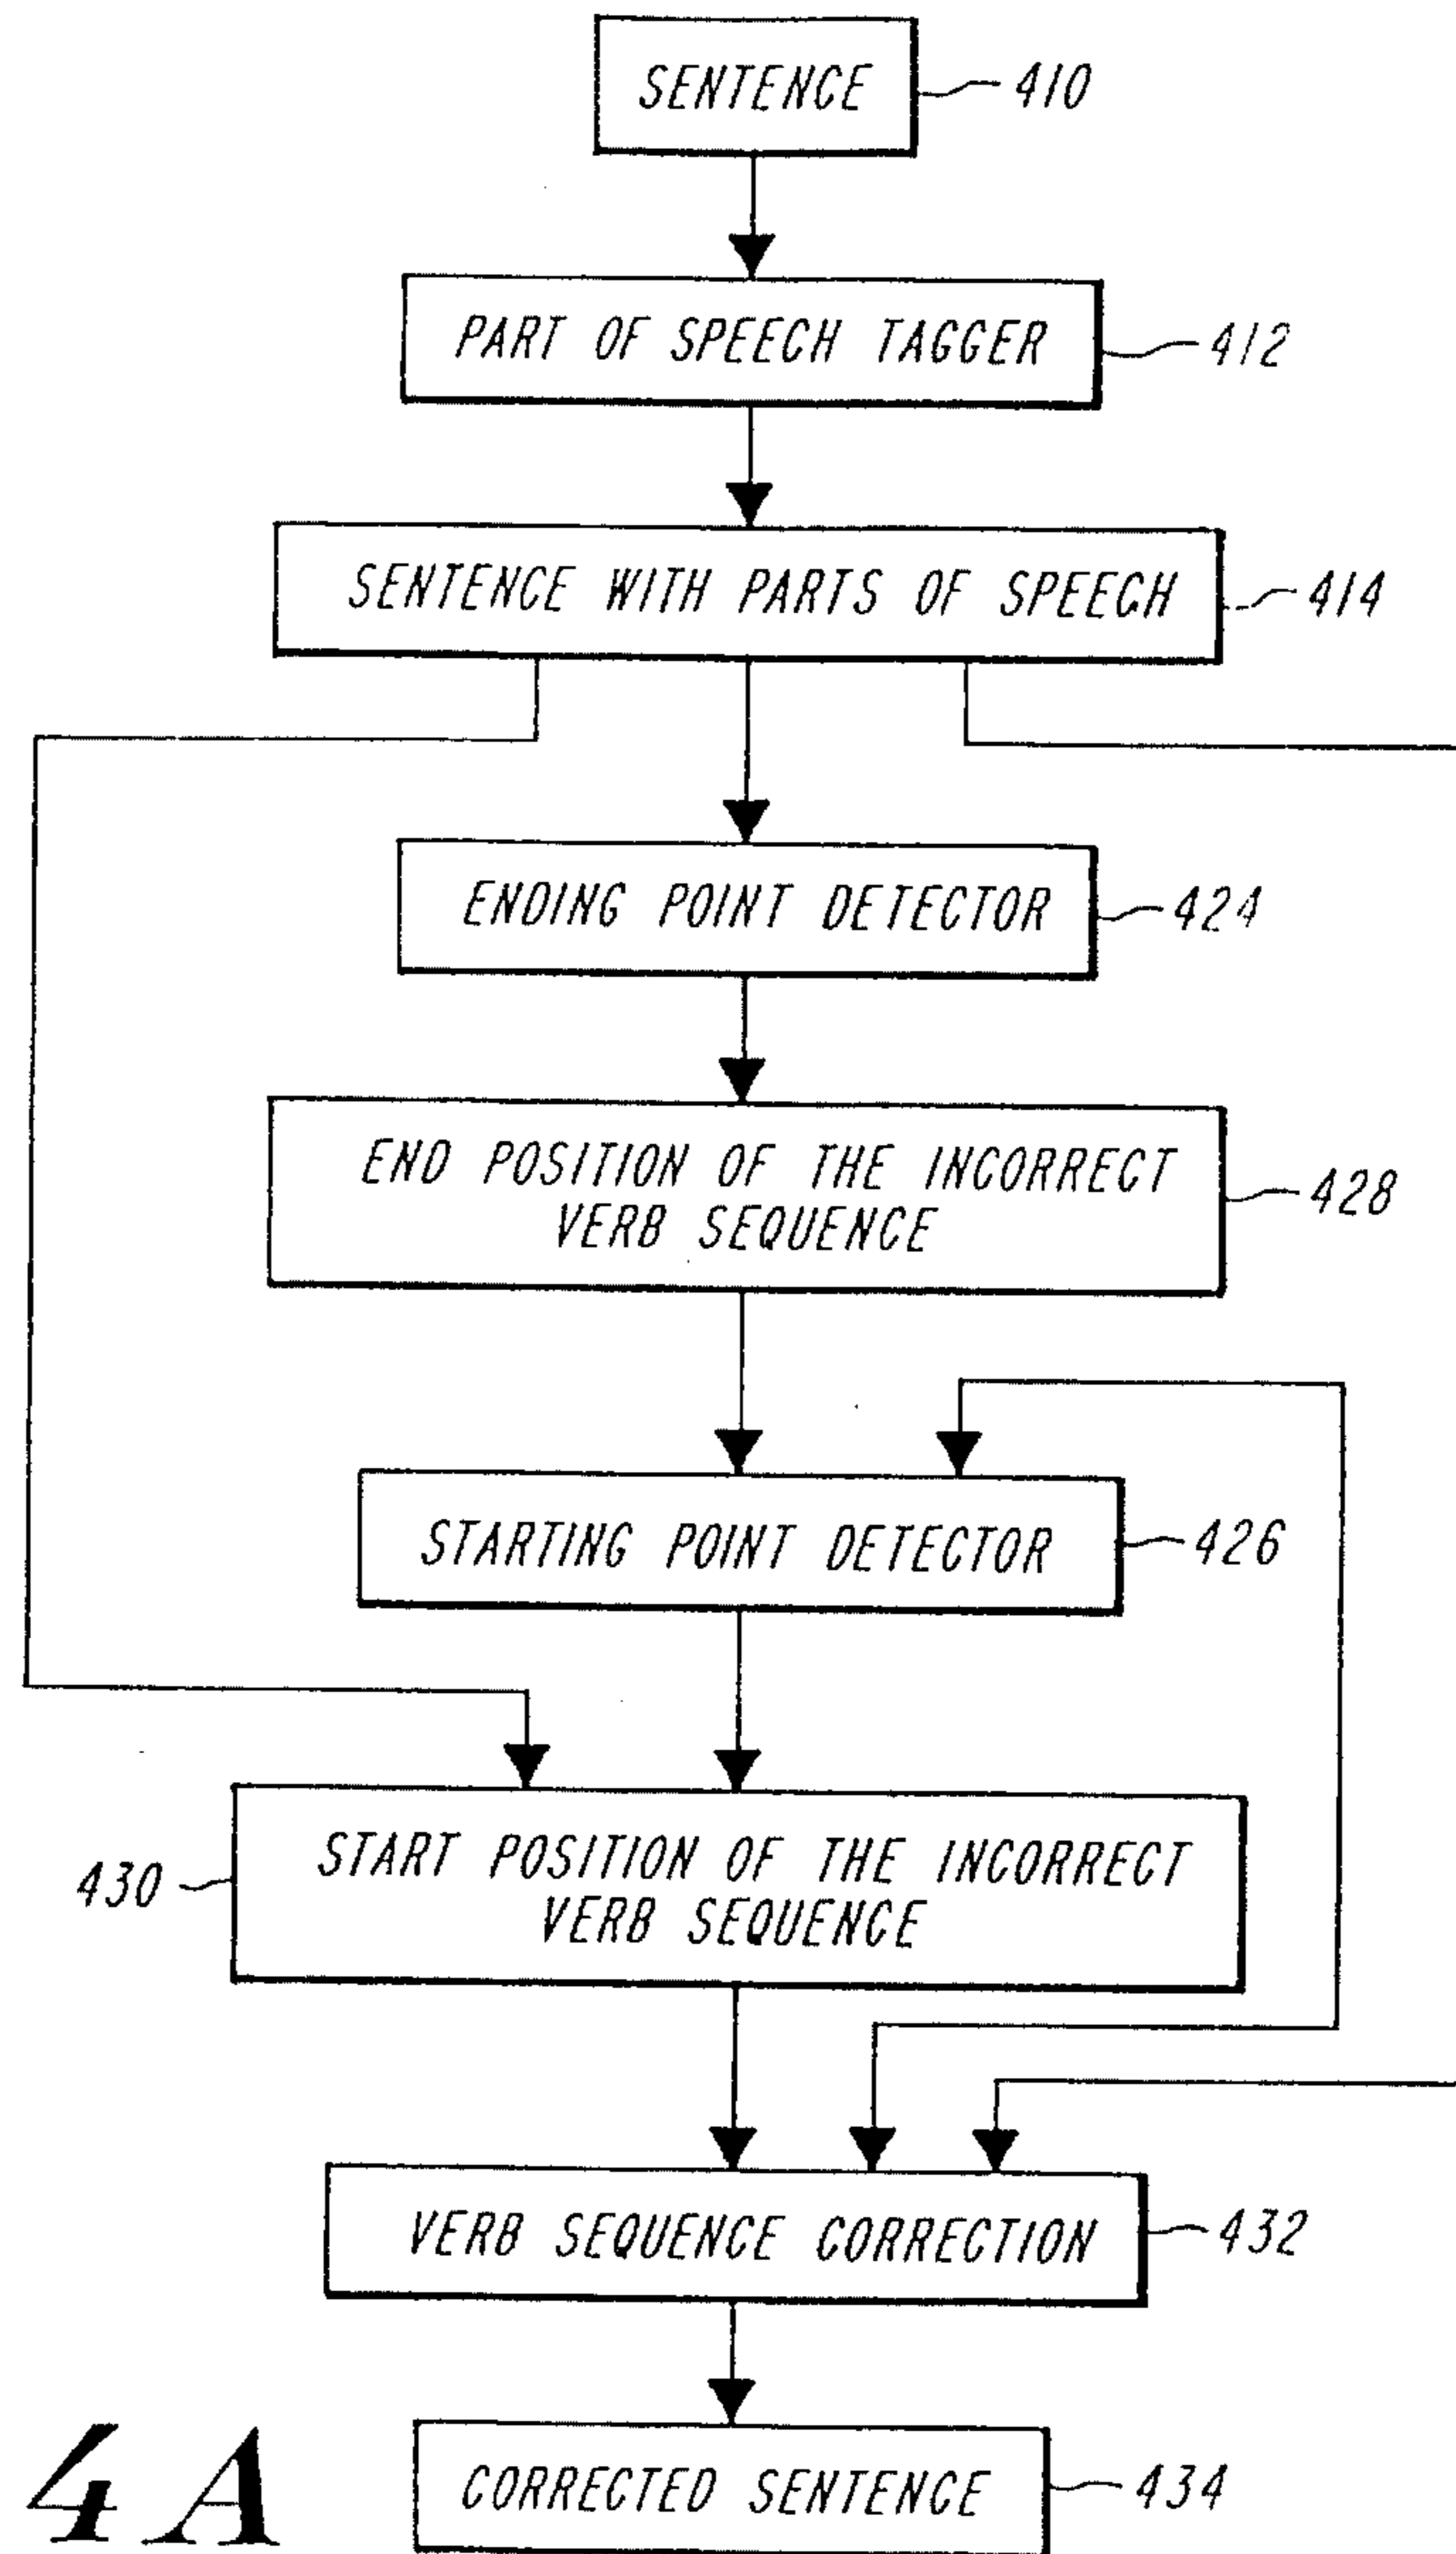 SENTENCE
410
PART OF SPEECH TAGGER
412
SENTENCE WITH PARTS OF SPEECH
414
ENDING POINT DETECTOR
424
END POSITION OF THE INCORRECT
VERB SEQUENCE
428
STARTING POINT DETECTOR
426
START POSITION OF THE INCORRECT
VERB SEQUENCE
430
VERB SEQUENCE CORRECTION
432
CORRECTED SENTENCE
434
4A